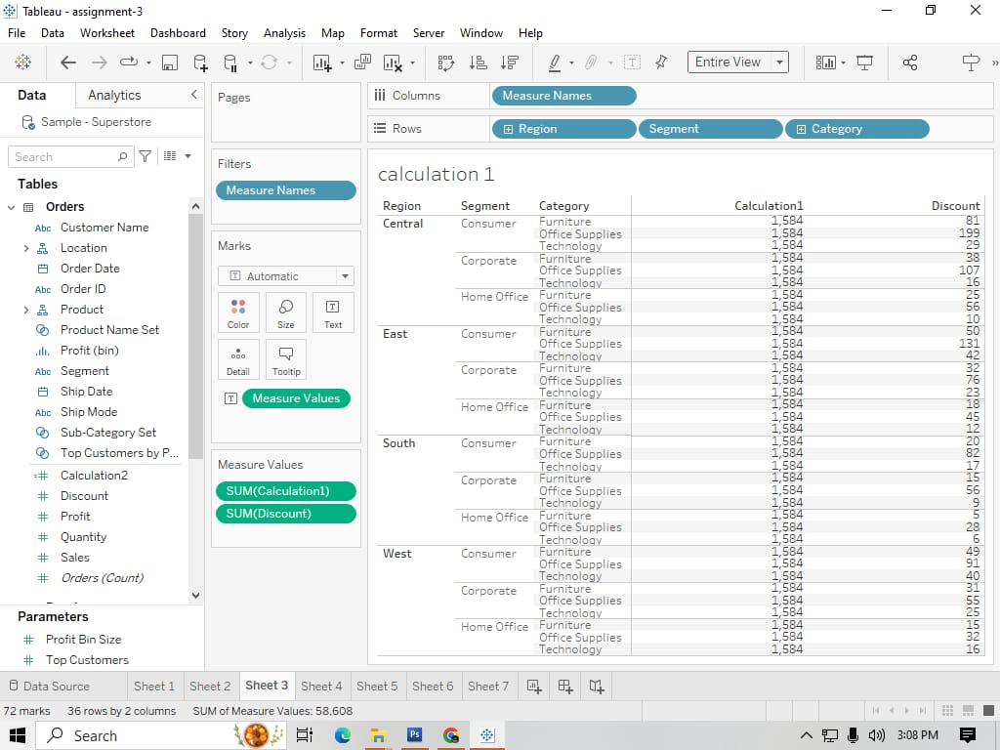 Tableau - assignment-3
File Data Worksheet Dashboard Story Analysis Map Format Server Window Help
Entire View
Data Analytics
Sample - Superstore
Search
Tables
Orders
Abc Customer Name
Location
Order Date
Abc Order ID
Product
Product Name Set
Profit (bin)
Abc Segment
Ship Date
Abc Ship Mode
Sub-Category Set
Top Customers by P...
Calculation2
Discount
Profit
Quantity
Sales
Orders (Count)
Parameters
Profit Bin Size
Top Customers
Pages
Filters
Measure Names
Marks
Automatic
Color Size Text
Detail Tooltip
Measure Values
Measure Values
SUM(Calculation1)
SUM(Discount)
Columns Measure Names
Rows Region Segment Category
calculation 1
Region Segment Category Calculation1 Discount
Central Consumer Furniture 1,584 81
Office Supplies 1,584 199
Technology 1,584 29
Corporate Furniture 1,584 38
Office Supplies 1,584 107
Technology 1,584 16
Home Office Furniture 1,584 25
Office Supplies 1,584 56
Technology 1,584 10
East Consumer Furniture 1,584 50
Office Supplies 1,584 131
Technology 1,584 42
Corporate Furniture 1,584 32
Office Supplies 1,584 76
Technology 1,584 23
Home Office Furniture 1,584 18
Office Supplies 1,584 45
Technology 1,584 12
South Consumer Furniture 1,584 20
Office Supplies 1,584 82
Technology 1,584 17
Corporate Furniture 1,584 15
Office Supplies 1,584 56
Technology 1,584 9
Home Office Furniture 1,584 5
Office Supplies 1,584 28
Technology 1,584 6
West Consumer Furniture 1,584 49
Office Supplies 1,584 91
Technology 1,584 40
Corporate Furniture 1,584 31
Office Supplies 1,584 55
Technology 1,584 25
Home Office Furniture 1,584 15
Office Supplies 1,584 32
Technology 1,584 16
Data Source Sheet 1 Sheet 2 Sheet 3 Sheet 4 Sheet 5 Sheet 6 Sheet 7
72 marks 36 rows by 2 columns SUM of Measure Values: 58,608
Search Ps 3:08 PM